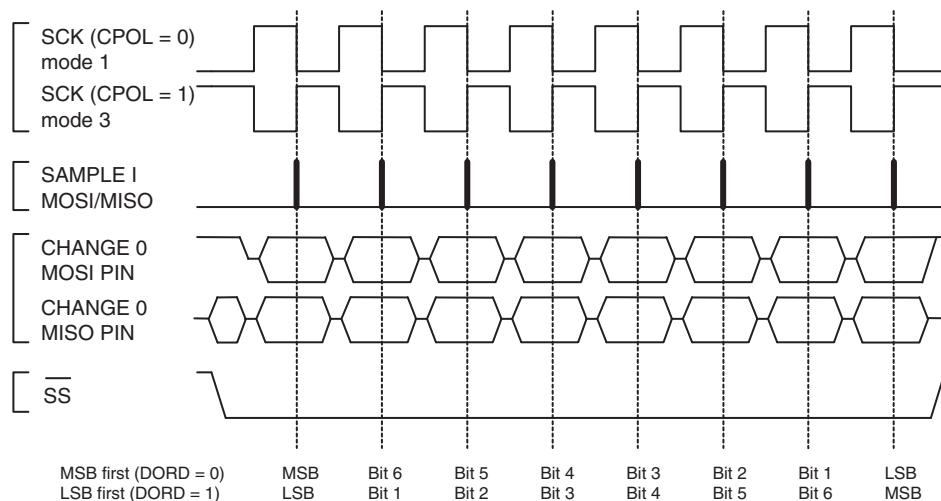 SCK (CPOL = 0)
mode 1
SCK (CPOL = 1)
mode 3
SAMPLE I
MOSI/MISO
CHANGE 0
MOSI PIN
CHANGE 0
MISO PIN
SS
MSB first (DORD = 0) MSB Bit 6 Bit 5 Bit 4 Bit 3 Bit 2 Bit 1 LSB
LSB first (DORD = 1) LSB Bit 1 Bit 2 Bit 3 Bit 4 Bit 5 Bit 6 MSB